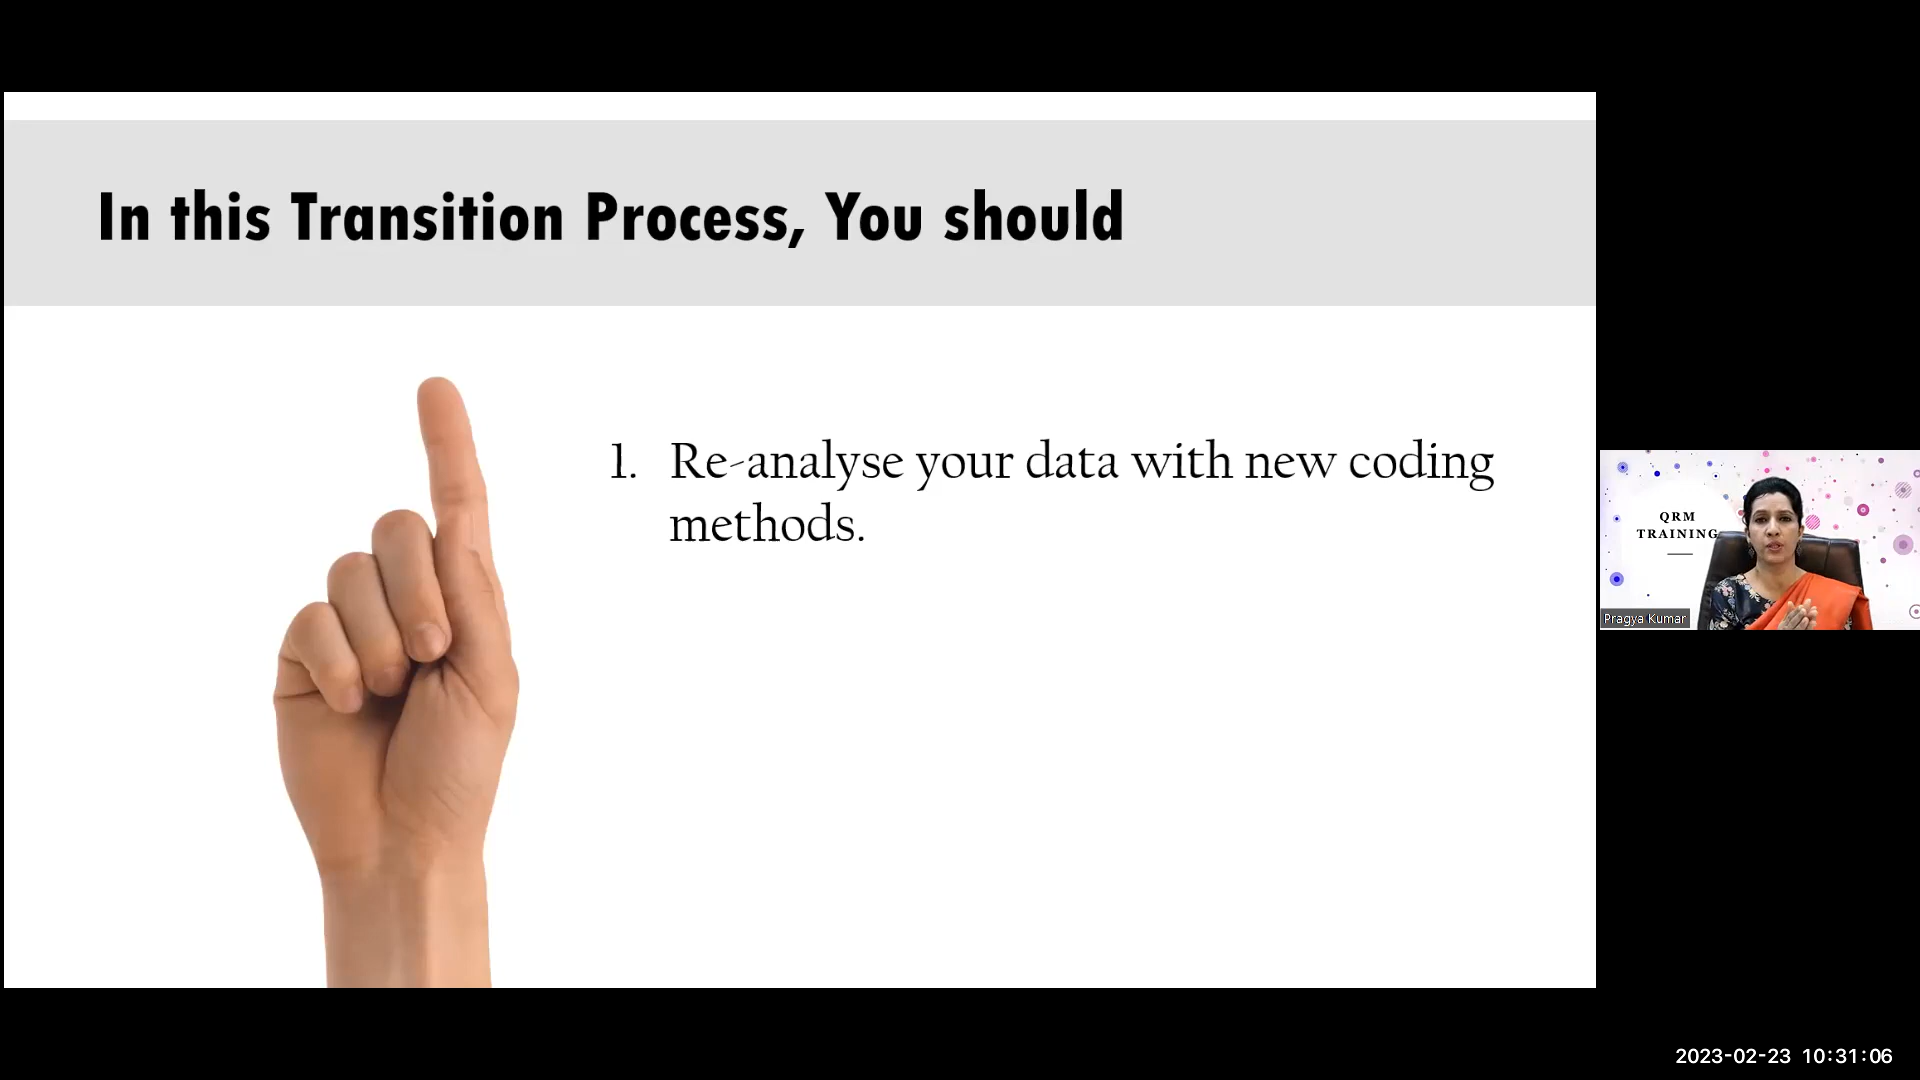 In this Transition Process, You should
1. Re-analyse your data with new coding
methods.
QRM
TRAINING
Pragya Kumar
2023-02-23 10:31:06